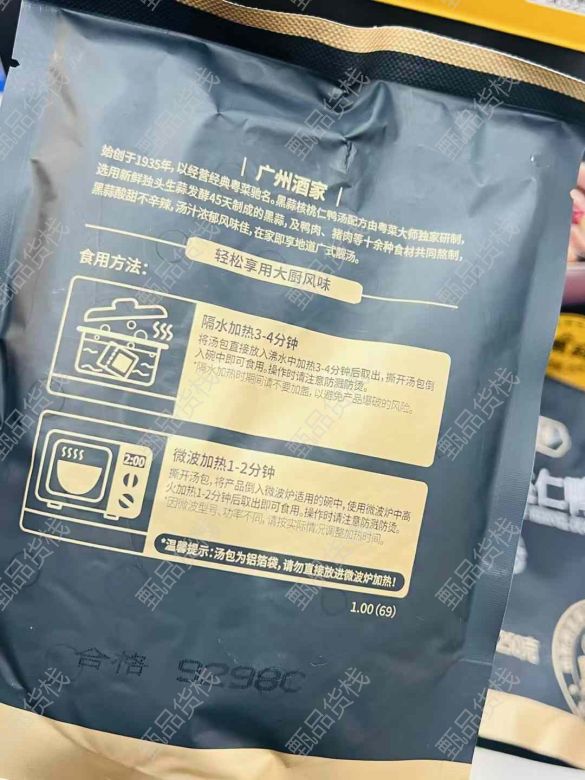 广州酒家
始创于1935年，以经营经典粤菜驰名。黑蒜核桃仁鸭汤配方由粤菜大师独家研制，
选用新鲜独头生蒜发酵45天制成的黑蒜，及鸭肉、猪肉等十余种食材共同熬制，
黑蒜酸甜不辛辣，汤汁浓郁风味佳，在家即享地道广式靓汤。
轻松享用大厨风味
食用方法：
隔水加热3-4分钟
将汤包直接放入沸水中加热3-4分钟后取出，撕开汤包倒
入碗中即可食用。操作时请注意防溅防烫。
*隔水加热时期间请不要加盖，以避免产品爆破的风险。
2:00
微波加热1-2分钟
撕开汤包，将产品倒入微波炉适用的碗中，使用微波炉中高
火加热1-2分钟后取出即可食用。操作时请注意防溅防烫。
*因微波型号、功率不同，请按实际情况调整加热时间。
*温馨提示：汤包为铝箔袋，请勿直接放进微波炉加热！
1.00(69)
合格 9298C
仁鸭
甄品货栈